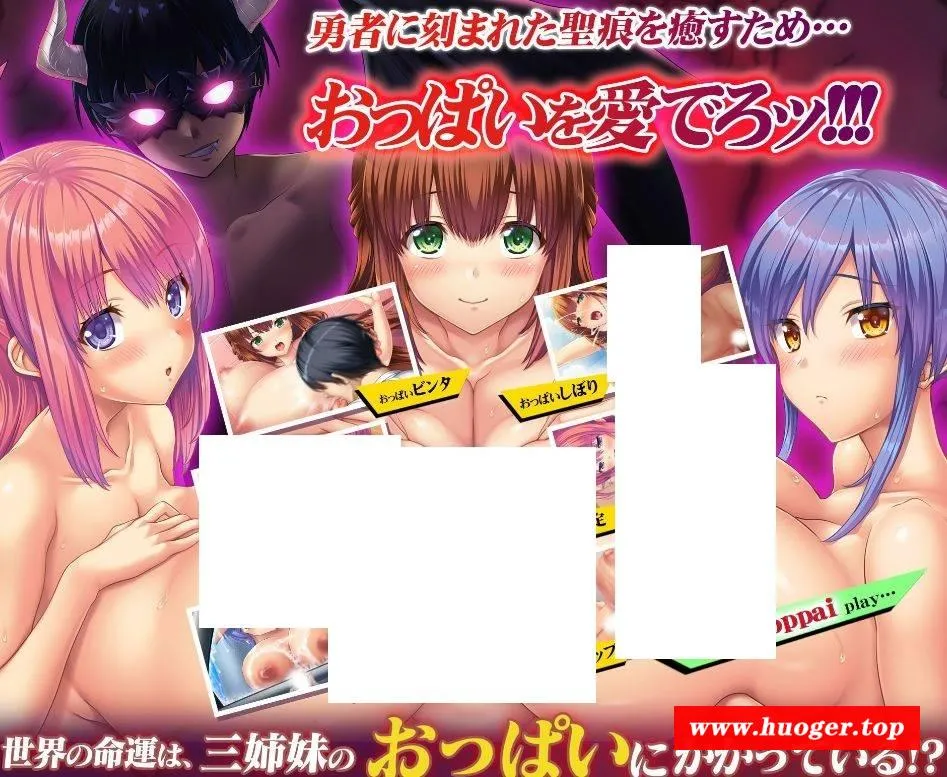 勇者に刻まれた聖痕を癒すため…
おっぱいを愛でろッ!!!
おっぱいビンタ
おっぱいしぼり
定
oppai play…
ップ
www.huoger.top
世界の命運は、三姉妹のおっぱいにかかっている!?